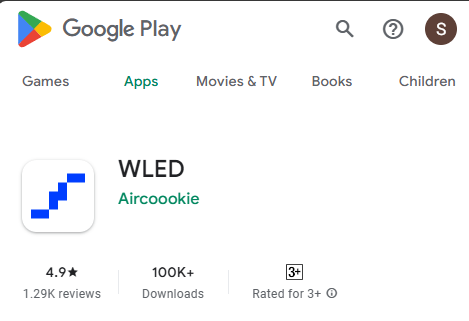 Google Play
S
Games Apps Movies & TV Books Children
WLED
Aircoookie
4.9★ 100K+ 3+
1.29K reviews Downloads Rated for 3+